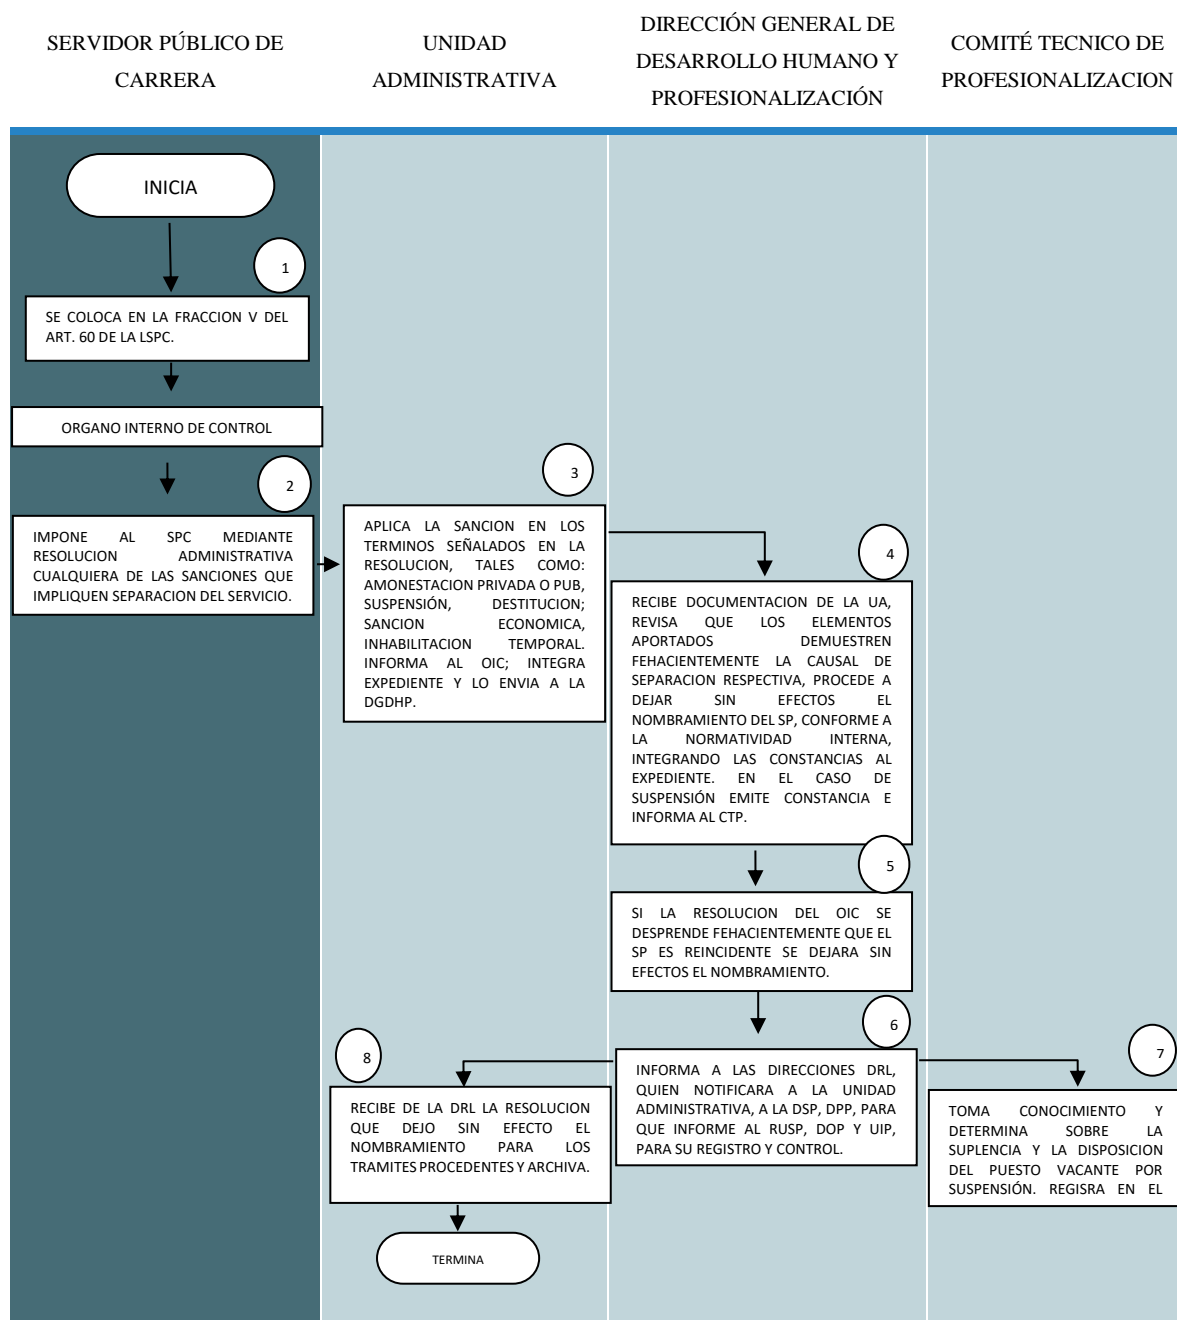 SERVIDOR PÚBLICO DE
CARRERA
UNIDAD
ADMINISTRATIVA
DIRECCIÓN GENERAL DE
DESARROLLO HUMANO Y
PROFESIONALIZACIÓN
COMITÉ TECNICO DE
PROFESIONALIZACION
INICIA
1
SE COLOCA EN LA FRACCION V DEL
ART. 60 DE LA LSPC.
ORGANO INTERNO DE CONTROL
2
IMPONE AL SPC MEDIANTE
RESOLUCION ADMINISTRATIVA
CUALQUIERA DE LAS SANCIONES QUE
IMPLIQUEN SEPARACION DEL SERVICIO.
3
APLICA LA SANCION EN LOS
TERMINOS SEÑALADOS EN LA
RESOLUCION, TALES COMO:
AMONESTACION PRIVADA O PUB,
SUSPENSIÓN, DESTITUCION;
SANCION ECONOMICA,
INHABILITACION TEMPORAL.
INFORMA AL OIC; INTEGRA
EXPEDIENTE Y LO ENVIA A LA
DGDHP.
4
RECIBE DOCUMENTACION DE LA UA,
REVISA QUE LOS ELEMENTOS
APORTADOS DEMUESTREN
FEHACIENTEMENTE LA CAUSAL DE
SEPARACION RESPECTIVA, PROCEDE A
DEJAR SIN EFECTOS EL
NOMBRAMIENTO DEL SP, CONFORME A
LA NORMATIVIDAD INTERNA,
INTEGRANDO LAS CONSTANCIAS AL
EXPEDIENTE. EN EL CASO DE
SUSPENSIÓN EMITE CONSTANCIA E
INFORMA AL CTP.
5
SI LA RESOLUCION DEL OIC SE
DESPRENDE FEHACIENTEMENTE QUE EL
SP ES REINCIDENTE SE DEJARA SIN
EFECTOS EL NOMBRAMIENTO.
6
INFORMA A LAS DIRECCIONES DRL,
QUIEN NOTIFICARA A LA UNIDAD
ADMINISTRATIVA, A LA DSP, DPP, PARA
QUE INFORME AL RUSP, DOP Y UIP,
PARA SU REGISTRO Y CONTROL.
7
TOMA CONOCIMIENTO Y
DETERMINA SOBRE LA
SUPLENCIA Y LA DISPOSICION
DEL PUESTO VACANTE POR
SUSPENSIÓN. REGISRA EN EL
8
RECIBE DE LA DRL LA RESOLUCION
QUE DEJO SIN EFECTO EL
NOMBRAMIENTO PARA LOS
TRAMITES PROCEDENTES Y ARCHIVA.
TERMINA